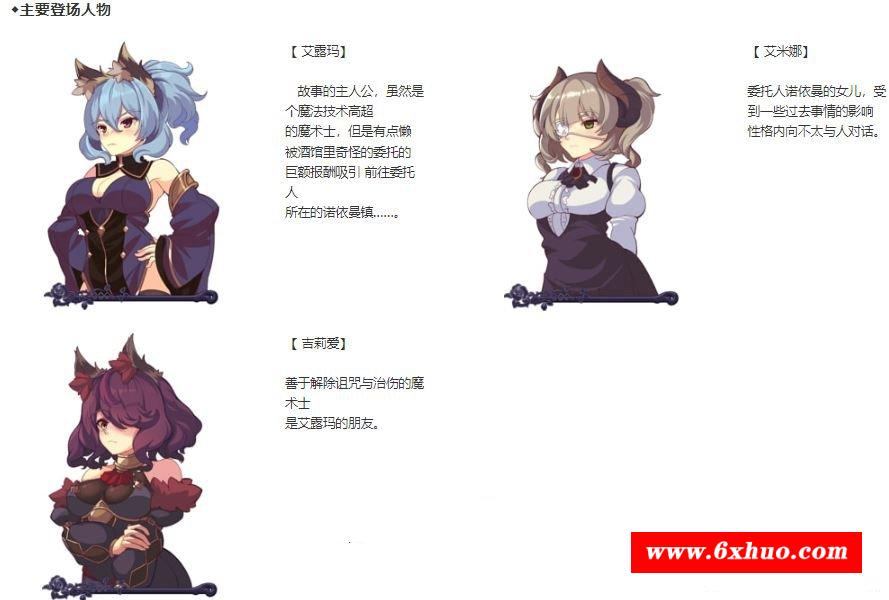 ◆主要登场人物
【 艾露玛】
故事的主人公，虽然是
个魔法技术高超
的魔术士，但是有点懒
被酒馆里奇怪的委托的
巨额报酬吸引 前往委托
人
所在的诺依曼镇……。
【 艾米娜】
委托人诺依曼的女儿，受
到一些过去事情的影响
性格内向不太与人对话。
【 吉莉爱】
善于解除诅咒与治伤的魔
术士
是艾露玛的朋友。
www.6xhuo.com